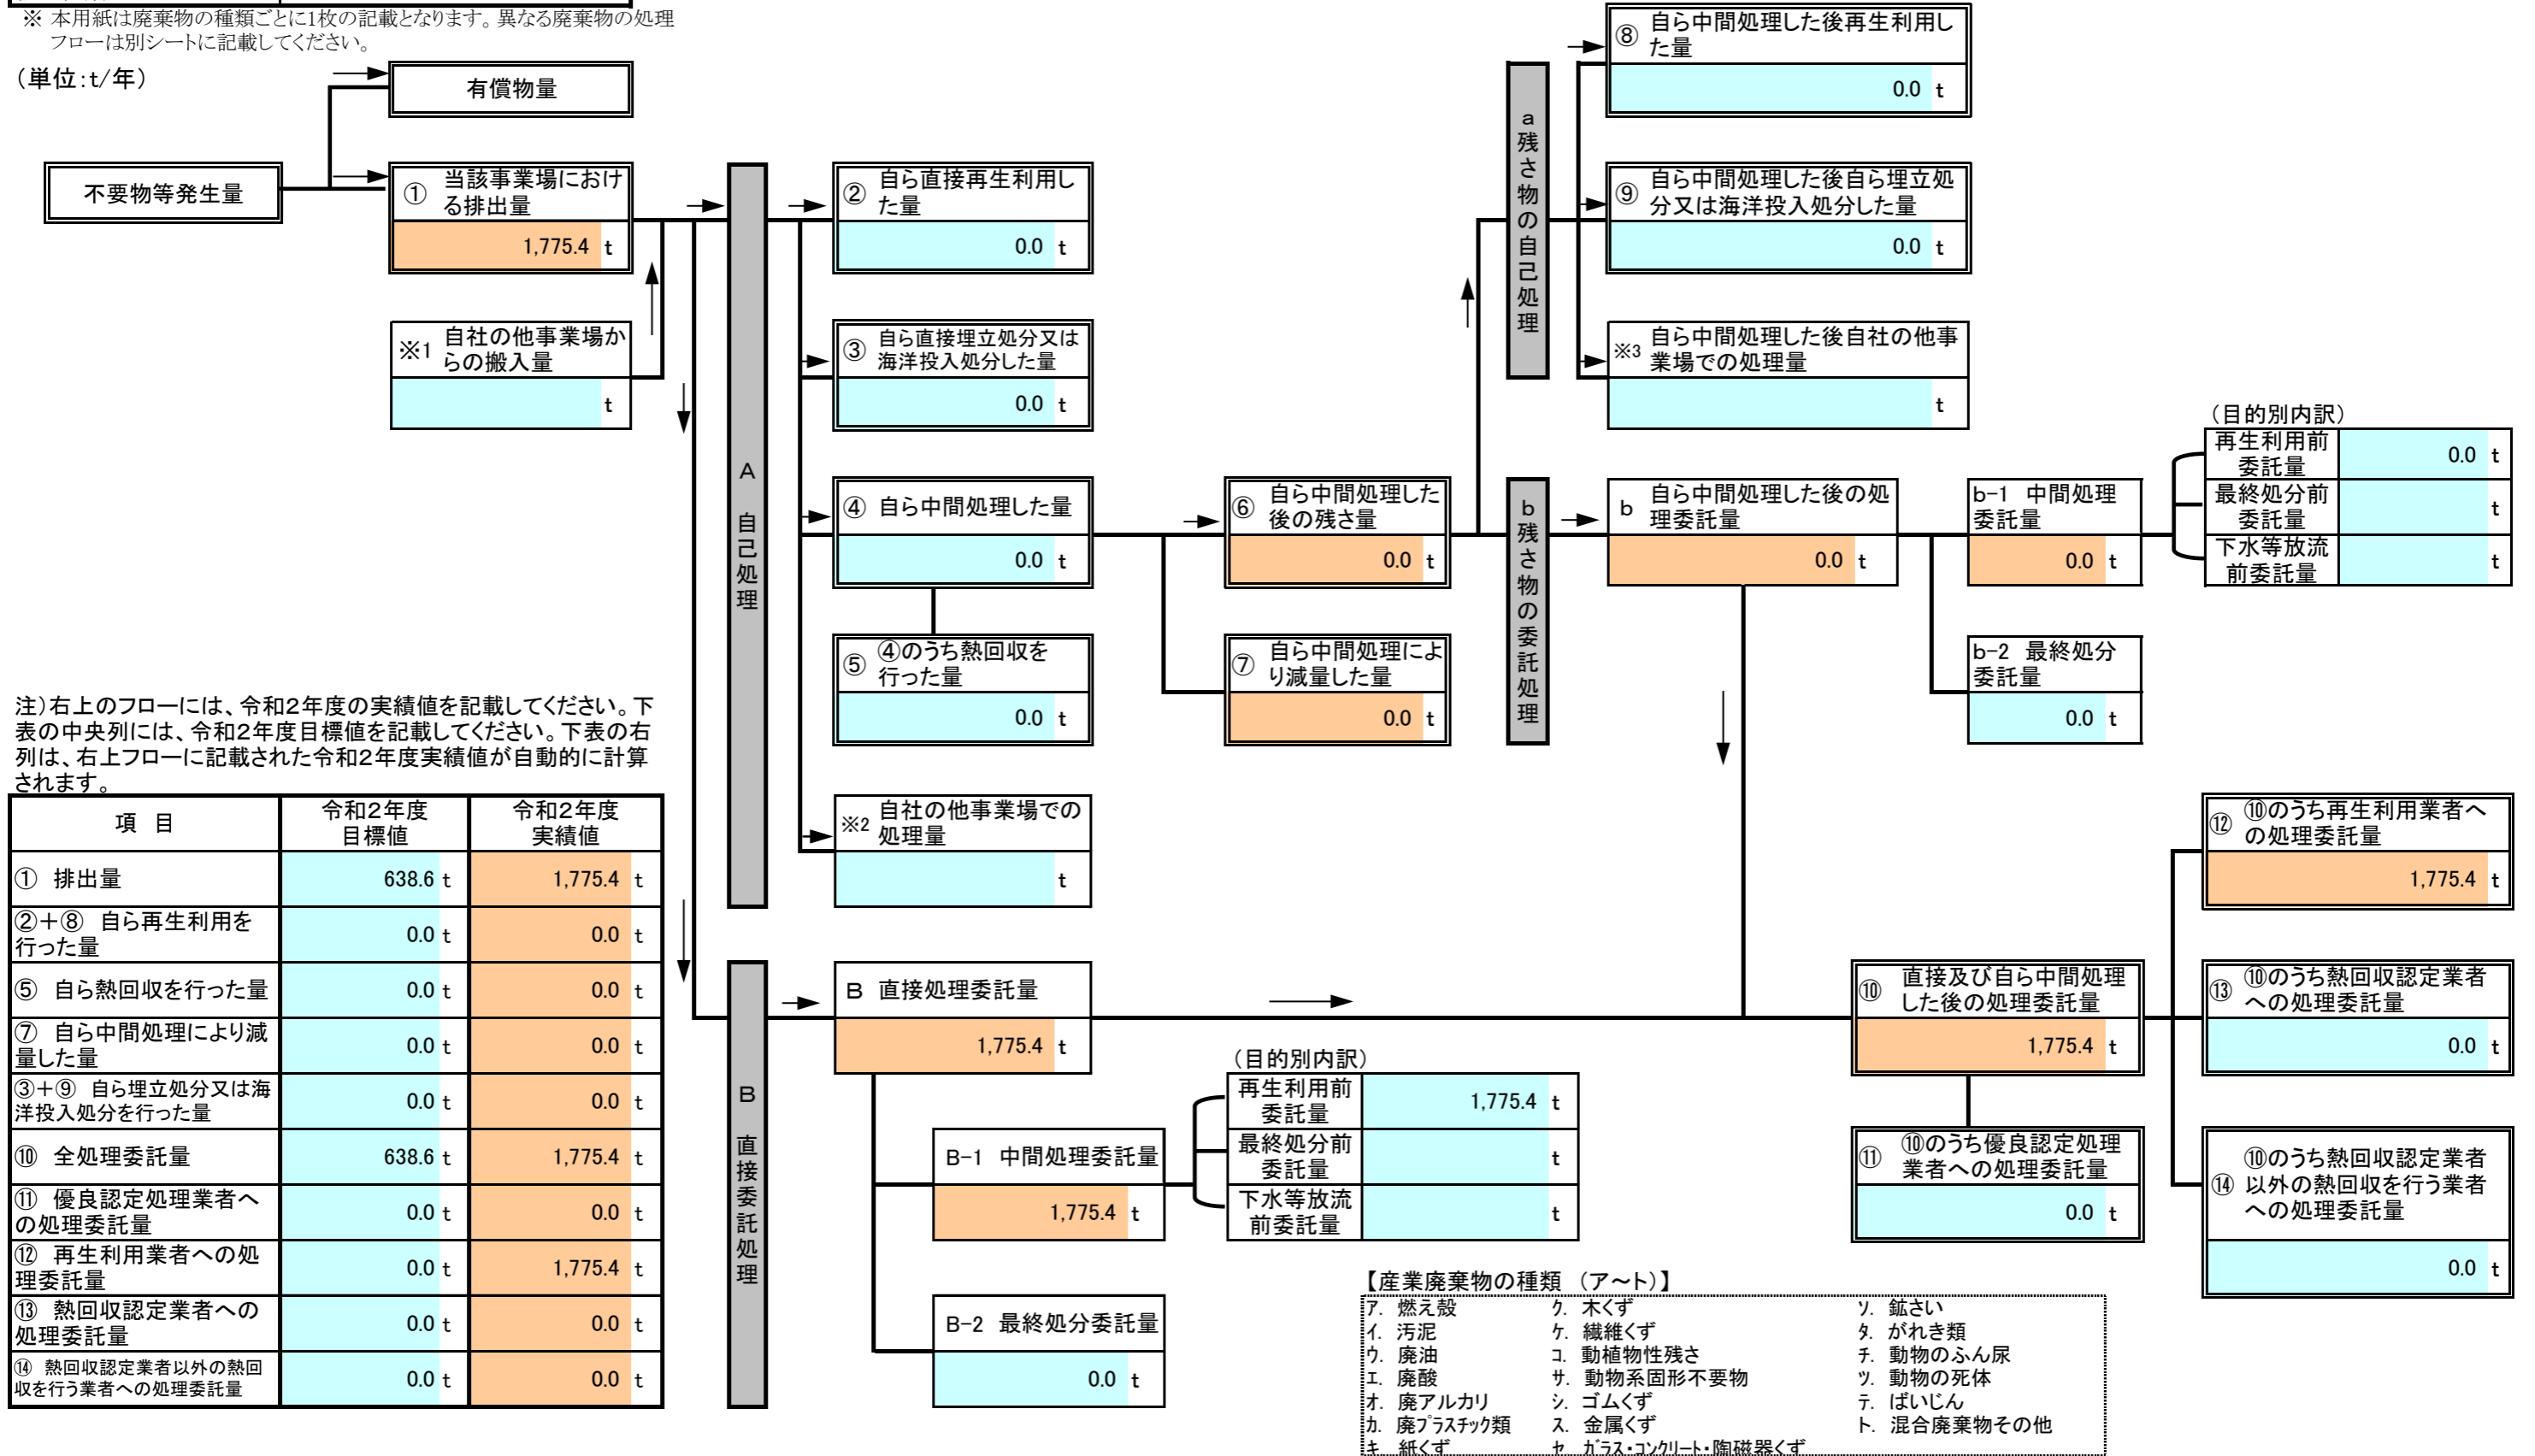 ※ 本用紙は廃棄物の種類ごとに1枚の記載となります。異なる廃棄物の処理
フローは別シートに記載してください。
(単位:t/年)
有償物量
不要物等発生量
① 当該事業場におけ
る排出量
1,775.4 t
※1 自社の他事業場か
らの搬入量
t
A 自己処理
② 自ら直接再生利用し
た量
0.0 t
③ 自ら直接埋立処分又は
海洋投入処分した量
0.0 t
④ 自ら中間処理した量
0.0 t
⑤ ④のうち熱回収を
行った量
0.0 t
※2 自社の他事業場での
処理量
t
⑥ 自ら中間処理した
後の残さ量
0.0 t
⑦ 自ら中間処理によ
り減量した量
0.0 t
a 残さ物の自己処理
⑧ 自ら中間処理した後再生利用し
た量
0.0 t
⑨ 自ら中間処理した後自ら埋立処
分又は海洋投入処分した量
0.0 t
※3 自ら中間処理した後自社の他事
業場での処理量
t
b 残さ物の委託処理
b 自ら中間処理した後の処
理委託量
0.0 t
b-1 中間処理
委託量
0.0 t
(目的別内訳)
再生利用前
委託量
0.0 t
最終処分前
委託量
t
下水等放流
前委託量
t
b-2 最終処分
委託量
0.0 t
注)右上のフローには、令和2年度の実績値を記載してください。下
表の中央列には、令和2年度目標値を記載してください。下表の右
列は、右上フローに記載された令和2年度実績値が自動的に計算
されます。
項 目 令和2年度 令和2年度
目標値 実績値
① 排出量 638.6 t 1,775.4 t
②+⑧ 自ら再生利用を
行った量 0.0 t 0.0 t
⑤ 自ら熱回収を行った量 0.0 t 0.0 t
⑦ 自ら中間処理により減
量した量 0.0 t 0.0 t
③+⑨ 自ら埋立処分又は海
洋投入処分を行った量 0.0 t 0.0 t
⑩ 全処理委託量 638.6 t 1,775.4 t
⑪ 優良認定処理業者へ
の処理委託量 0.0 t 0.0 t
⑫ 再生利用業者への処
理委託量 0.0 t 1,775.4 t
⑬ 熱回収認定業者への
処理委託量 0.0 t 0.0 t
⑭ 熱回収認定業者以外の熱回
収を行う業者への処理委託量 0.0 t 0.0 t
B 直接委託処理
B 直接処理委託量
1,775.4 t
B-1 中間処理委託量
1,775.4 t
(目的別内訳)
再生利用前
委託量
1,775.4 t
最終処分前
委託量
t
下水等放流
前委託量
t
B-2 最終処分委託量
0.0 t
⑩ 直接及び自ら中間処理
した後の処理委託量
1,775.4 t
⑪ ⑩のうち優良認定処理
業者への処理委託量
0.0 t
⑫ ⑩のうち再生利用業者へ
の処理委託量
1,775.4 t
⑬ ⑩のうち熱回収認定業者
への処理委託量
0.0 t
⑭ ⑩のうち熱回収認定業者
以外の熱回収を行う業者
への処理委託量
0.0 t
【産業廃棄物の種類 (ア~ト)】
ア. 燃え殻 ク. 木くず ソ. 鉱さい
イ. 汚泥 ケ. 繊維くず タ. がれき類
ウ. 廃油 コ. 動植物性残さ チ. 動物のふん尿
エ. 廃酸 サ. 動物系固形不要物 ツ. 動物の死体
オ. 廃アルカリ シ. ゴムくず テ. ばいじん
カ. 廃プラスチック類 ス. 金属くず ト. 混合廃棄物その他
キ. 紙くず セ. ガラス・コンクリート・陶磁器くず